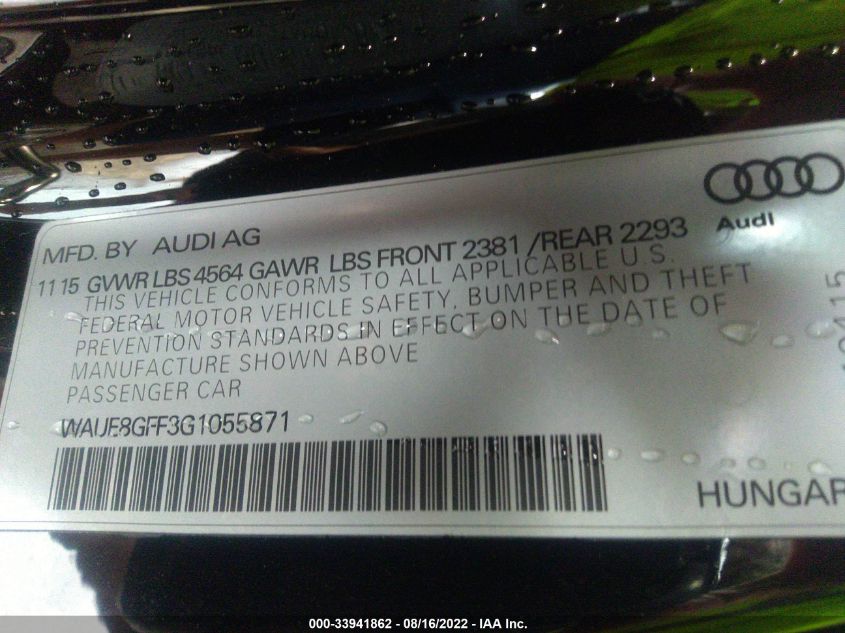 Audi
MFD. BY AUDI AG
11 15 GVWR LBS 4564 GAWR LBS FRONT 2381 /REAR 2293
THIS VEHICLE CONFORMS TO ALL APPLICABLE U.S.
FEDERAL MOTOR VEHICLE SAFETY, BUMPER AND THEFT
PREVENTION STANDARDS IN EFFECT ON THE DATE OF
MANUFACTURE SHOWN ABOVE
PASSENGER CAR
WAUE8GFF3G1055871
HUNGAR
000-33941862 - 08/16/2022 - IAA Inc.